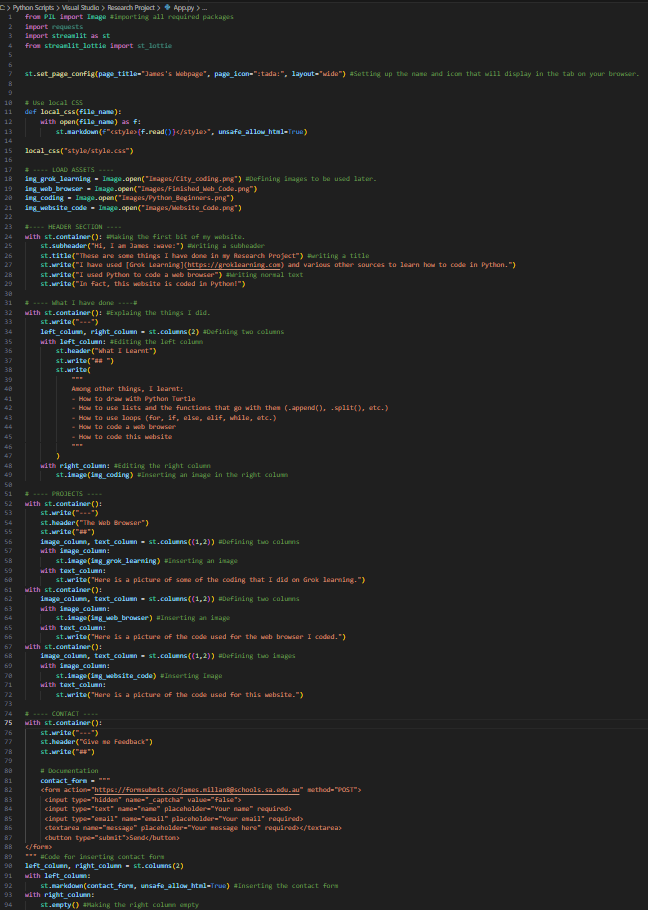 Python Scripts > Visual Studio > Research Project > App.py > ...
1 from PIL import Image #importing all required packages
2 import requests
3 import streamlit as st
4 from streamlit_lottie import st_lottie
5
6
7 st.set_page_config(page_title="James's Webpage", page_icon=":tada:", layout="wide") #Setting up the name and icon that will display in the tab on your browser.
8
9
10 # Use local CSS
11 def local_css(file_name):
12 with open(file_name) as f:
13 st.markdown(f"<style>{f.read()}</style>", unsafe_allow_html=True)
14
15 local_css("style/style.css")
16
17 # ---- LOAD ASSETS ----
18 img_grok_learning = Image.open("Images/City_coding.png") #Defining images to be used later.
19 img_web_browser = Image.open("Images/Finished_Web_Code.png")
20 img_coding = Image.open("Images/Python_Beginners.png")
21 img_website_code = Image.open("Images/Website_Code.png")
22
23 #---- HEADER SECTION ----
24 with st.container(): #Making the first bit of my website.
25 st.subheader("Hi, I am James :wave:") #Writing a subheader
26 st.title("These are some things I have done in my Research Project") #writing a title
27 st.write("I have used [Grok Learning](https://groklearning.com) and various other sources to learn how to code in Python.")
28 st.write("I used Python to code a web browser") #Writing normal text
29 st.write("In fact, this website is coded in Python!")
30
31 # ---- What I have done ----#
32 with st.container(): #Explaing the things I did.
33 st.write("---")
34 left_column, right_column = st.columns(2) #Defining two columns
35 with left_column: #Editing the left column
36 st.header("What I Learnt")
37 st.write("## ")
38 st.write(
39 """
40 Among other things, I learnt:
41 - How to draw with Python Turtle
42 - How to use lists and the functions that go with them (.append(), .split(), etc.)
43 - How to use loops (for, if, else, elif, while, etc.)
44 - How to code a web browser
45 - How to code this website
46 """
47 )
48 with right_column: #Editing the right column
49 st.image(img_coding) #inserting an image in the right column
50
51 # ---- PROJECTS ----
52 with st.container():
53 st.write("---")
54 st.header("The Web Browser")
55 st.write("##")
56 image_column, text_column = st.columns((1,2)) #Defining two columns
57 with image_column:
58 st.image(img_grok_learning) #inserting an image
59 with text_column:
60 st.write("Here is a picture of some of the coding that I did on Grok learning.")
61 with st.container():
62 image_column, text_column = st.columns((1,2)) #Defining two columns
63 with image_column:
64 st.image(img_web_browser) #inserting an image
65 with text_column:
66 st.write("Here is a picture of the code used for the web browser I coded.")
67 with st.container():
68 image_column, text_column = st.columns((1,2)) #Defining two images
69 with image_column:
70 st.image(img_website_code) #Inserting Image
71 with text_column:
72 st.write("Here is a picture of the code used for this website.")
73
74 # ---- CONTACT ----
75 with st.container():
76 st.write("---")
77 st.header("Give me Feedback")
78 st.write("##")
79
80 # Documentation
81 contact_form = """
82 <form action="https://formsubmit.co/james.millan8@schools.sa.edu.au" method="POST">
83 <input type="hidden" name="_captcha" value="false">
84 <input type="text" name="name" placeholder="Your name" required>
85 <input type="email" name="email" placeholder="Your email" required>
86 <textarea name="message" placeholder="Your message here" required></textarea>
87 <button type="submit">Send</button>
88 </form>
89 """ #Code for inserting contact form
90 left_column, right_column = st.columns(2)
91 with left_column:
92 st.markdown(contact_form, unsafe_allow_html=True) #Inserting the contact form
93 with right_column:
94 st.empty() #Making the right column empty